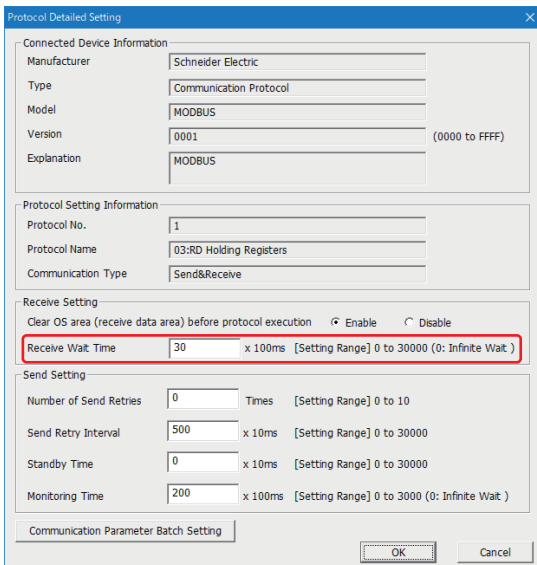 Protocol Detailed Setting
Connected Device Information
Manufacturer Schneider Electric
Type Communication Protocol
Model MODBUS
Version 0001 (0000 to FFFF)
Explanation MODBUS
Protocol Setting Information
Protocol No. 1
Protocol Name 03:RD Holding Registers
Communication Type Send&Receive
Receive Setting
Clear OS area (receive data area) before protocol execution Enable Disable
Receive Wait Time 30 x 100ms [Setting Range] 0 to 30000 (0: Infinite Wait )
Send Setting
Number of Send Retries 0 Times [Setting Range] 0 to 10
Send Retry Interval 500 x 10ms [Setting Range] 0 to 30000
Standby Time 0 x 10ms [Setting Range] 0 to 30000
Monitoring Time 200 x 100ms [Setting Range] 0 to 3000 (0: Infinite Wait )
Communication Parameter Batch Setting
OK Cancel